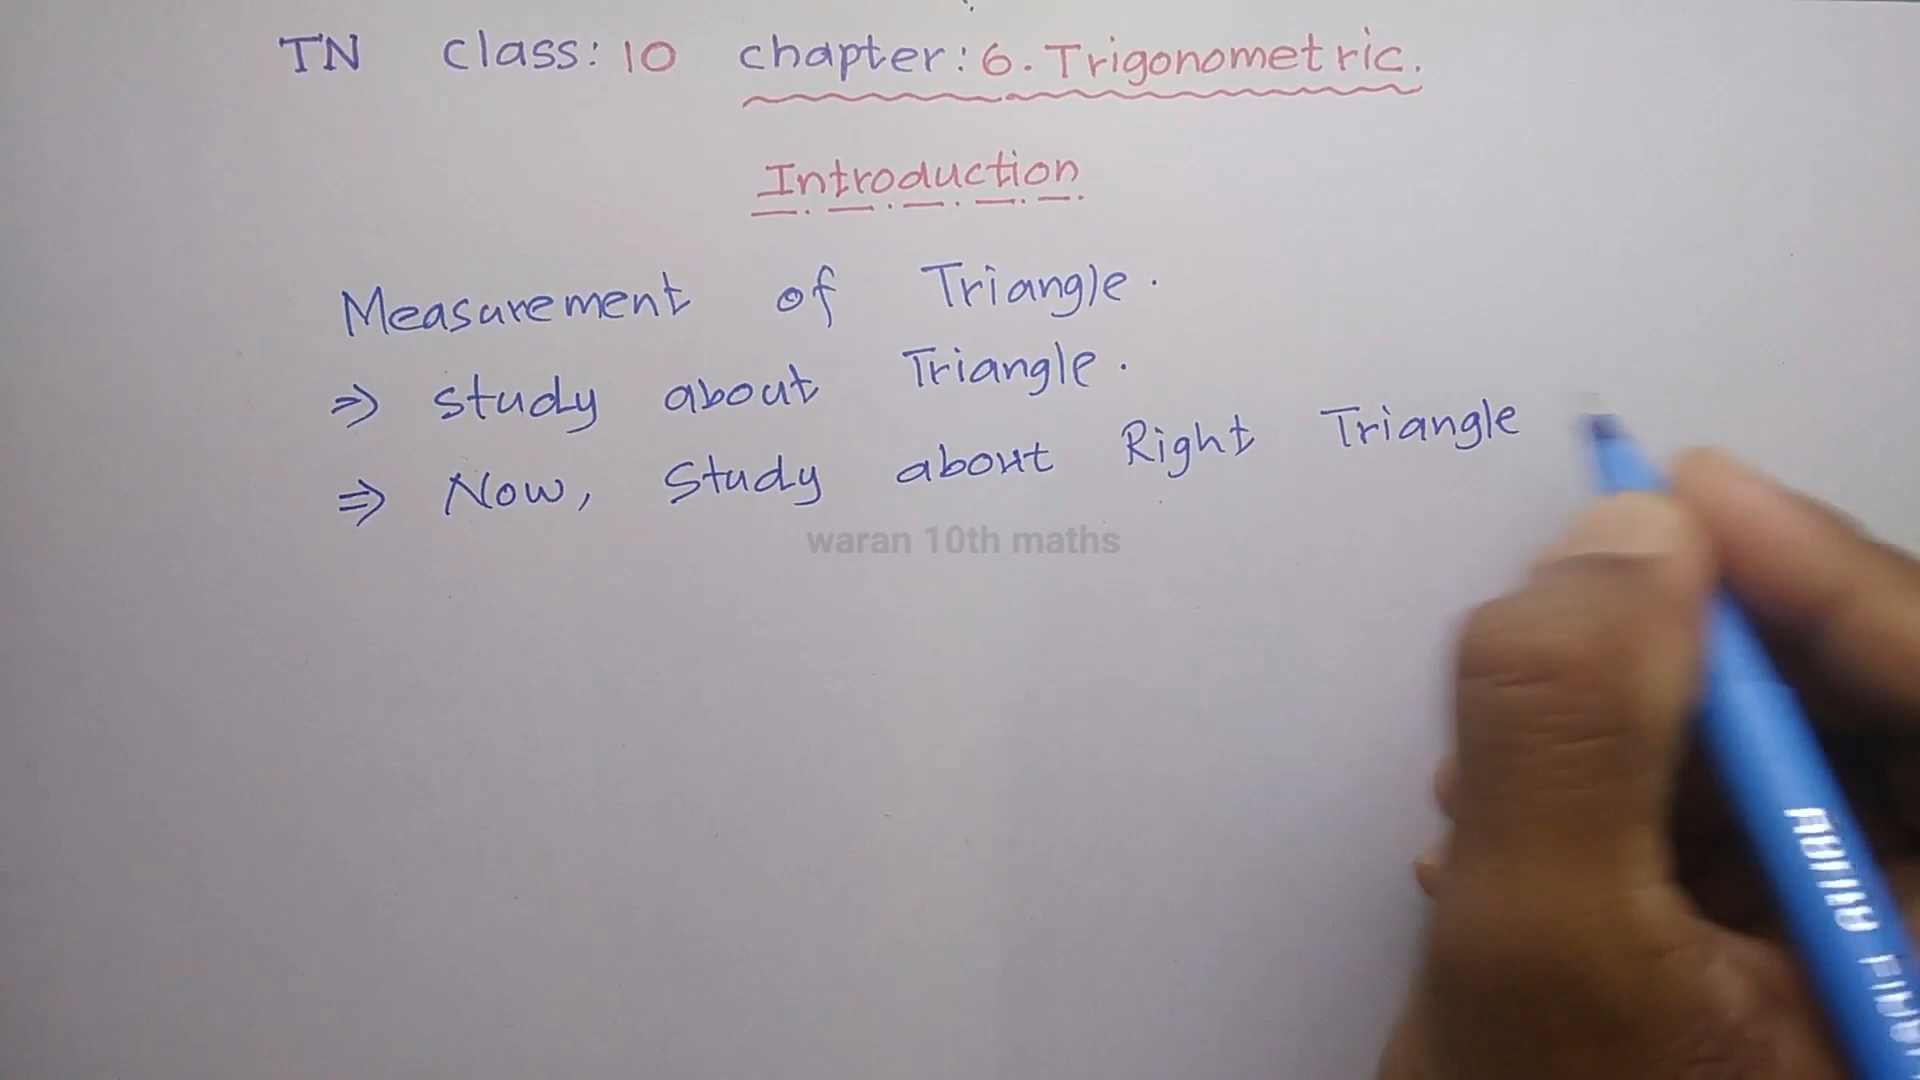 TN class: 10 chapter: 6. Trigonometric.
Introduction
Measurement of Triangle.
⇒ study about Triangle.
⇒ Now, Study about Right Triangle
waran 10th maths